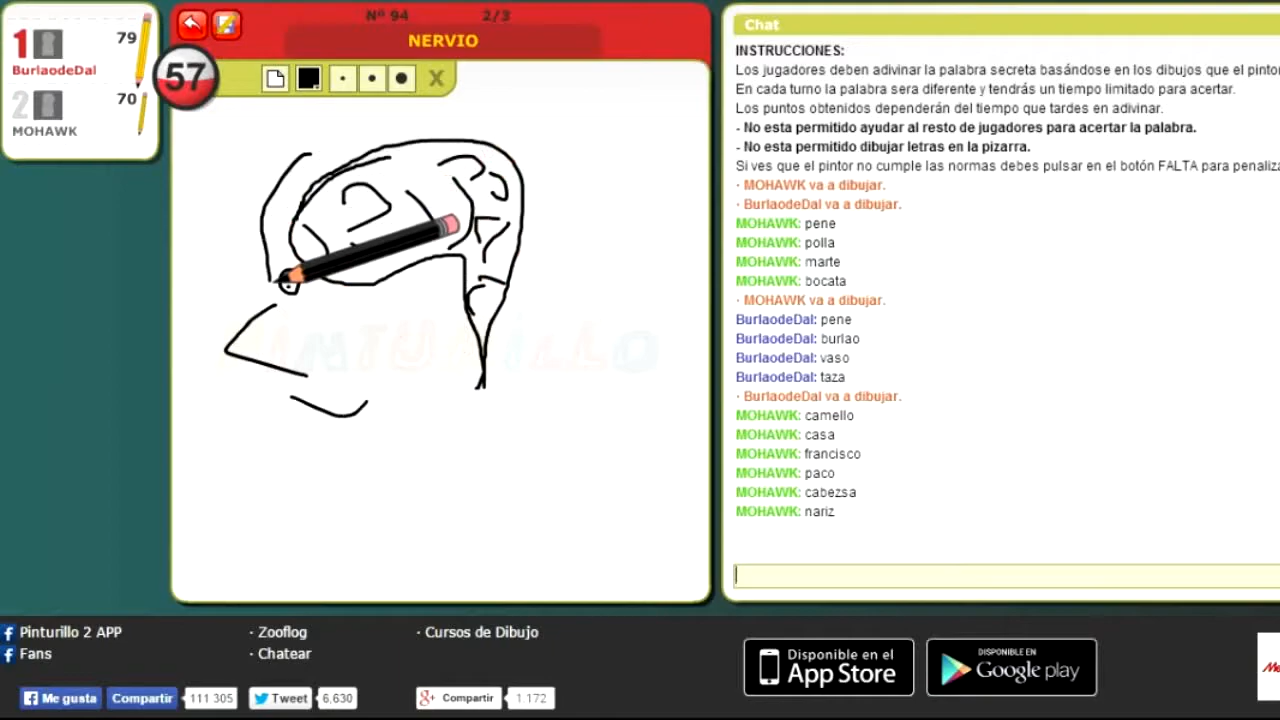 1
79
BurlaodeDal
2
70
MOHAWK
Nº 94 2/3
NERVIO
57
X
PINTURILLO
Chat
INSTRUCCIONES:
Los jugadores deben adivinar la palabra secreta basándose en los dibujos que el pintor
En cada turno la palabra sera diferente y tendrás un tiempo limitado para acertar.
Los puntos obtenidos dependerán del tiempo que tardes en adivinar.
- No esta permitido ayudar al resto de jugadores para acertar la palabra.
- No esta permitido dibujar letras en la pizarra.
Si ves que el pintor no cumple las normas debes pulsar en el botón FALTA para penaliza
· MOHAWK va a dibujar.
· BurlaodeDal va a dibujar.
MOHAWK: pene
MOHAWK: polla
MOHAWK: marte
MOHAWK: bocata
· MOHAWK va a dibujar.
BurlaodeDal: pene
BurlaodeDal: burlao
BurlaodeDal: vaso
BurlaodeDal: taza
· BurlaodeDal va a dibujar.
MOHAWK: camello
MOHAWK: casa
MOHAWK: francisco
MOHAWK: paco
MOHAWK: cabezsa
MOHAWK: nariz
Pinturillo 2 APP
Fans
· Zooflog
· Chatear
· Cursos de Dibujo
Me gusta Compartir 111 305
Tweet 6,630
Compartir 1.172
Disponible en el
App Store
DISPONIBLE EN
Google play